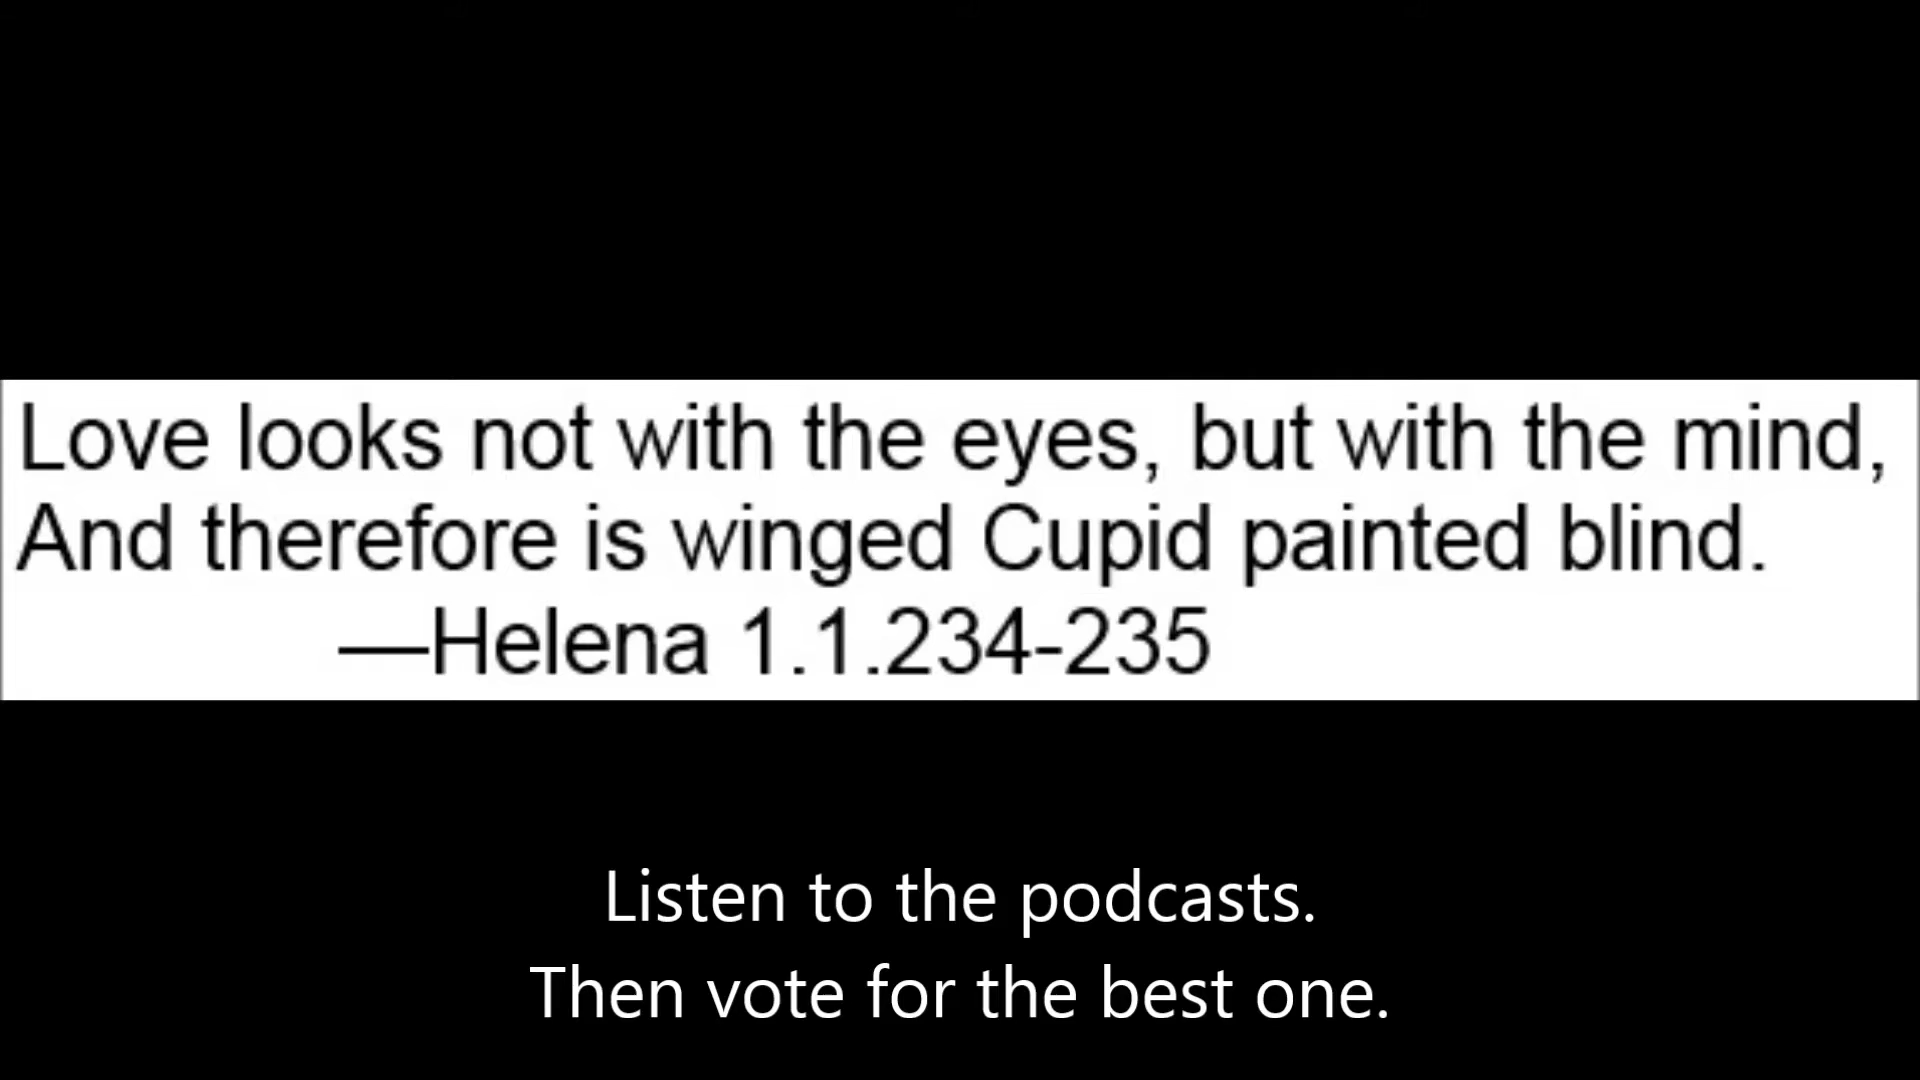 Love looks not with the eyes, but with the mind,
And therefore is winged Cupid painted blind.
—Helena 1.1.234-235
Listen to the podcasts.
Then vote for the best one.